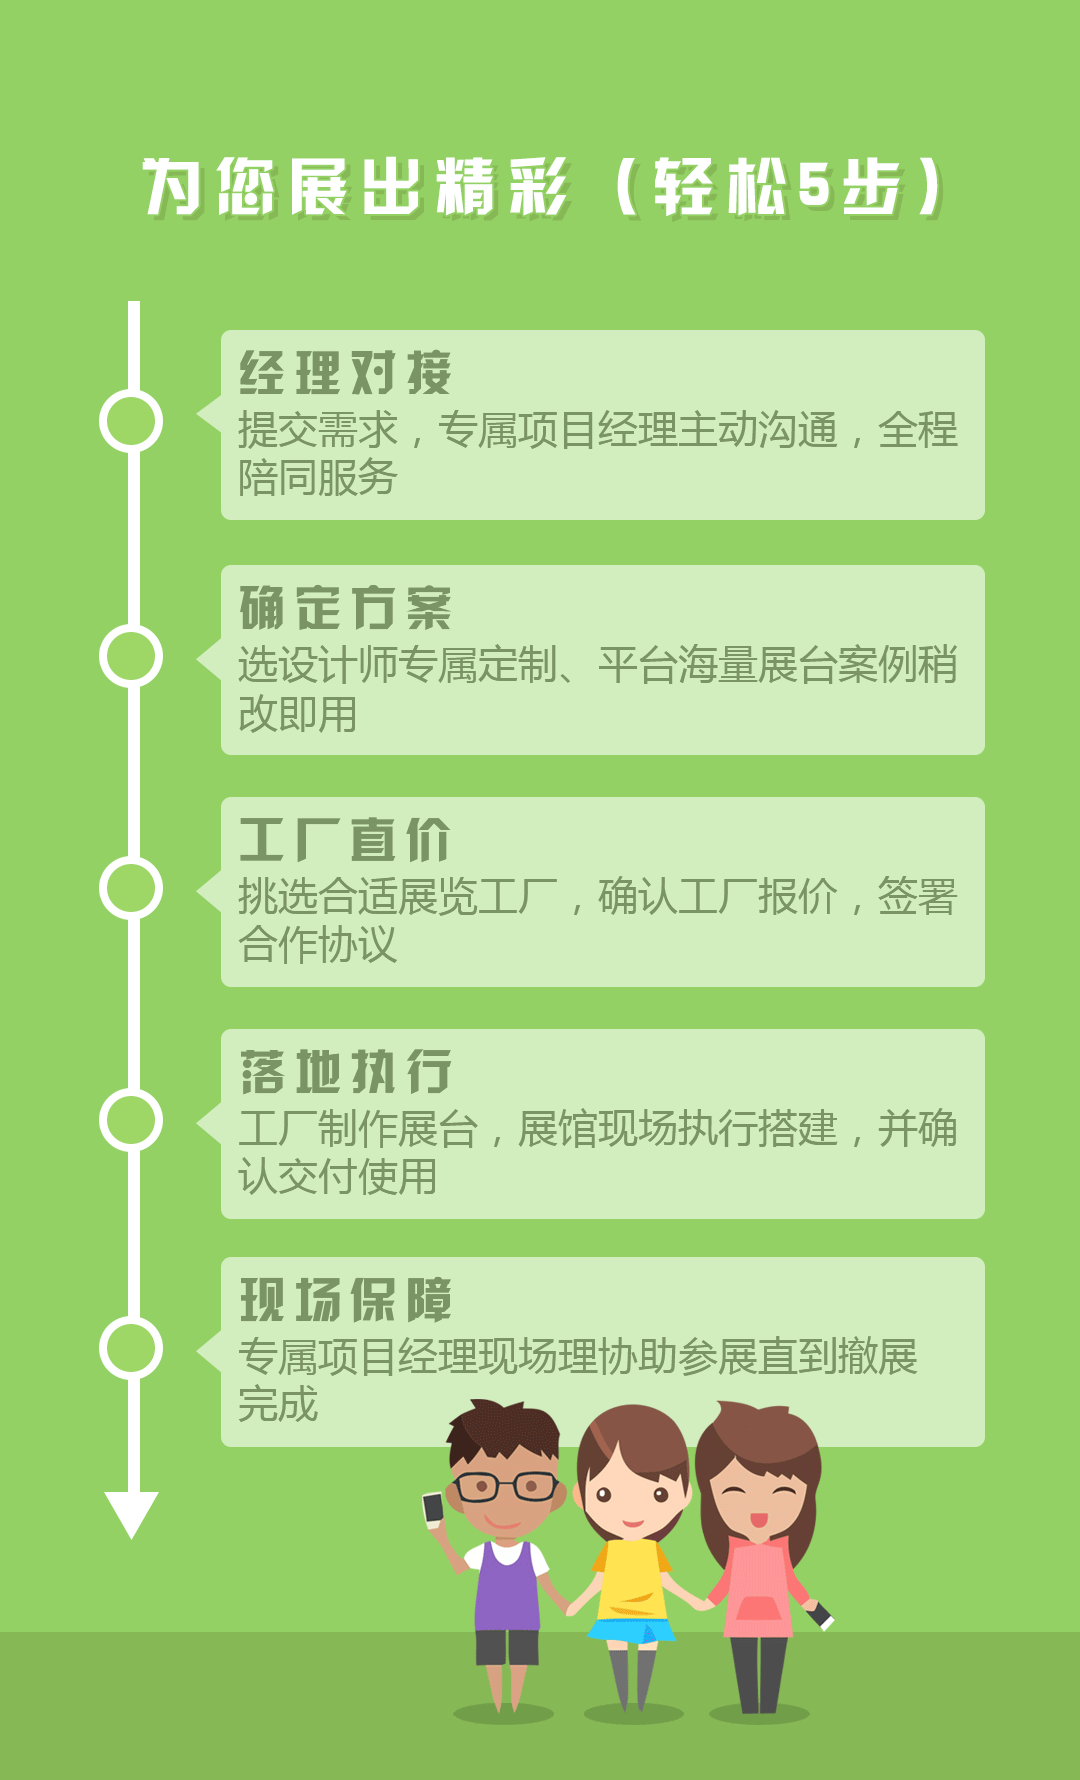 为您展出精彩（轻松5步）
经理对接
提交需求，专属项目经理主动沟通，全程
陪同服务
确定方案
选设计师专属定制、平台海量展台案例稍
改即用
工厂直价
挑选合适展览工厂，确认工厂报价，签署
合作协议
落地执行
工厂制作展台，展馆现场执行搭建，并确
认交付使用
现场保障
专属项目经理现场理协助参展直到撤展
完成